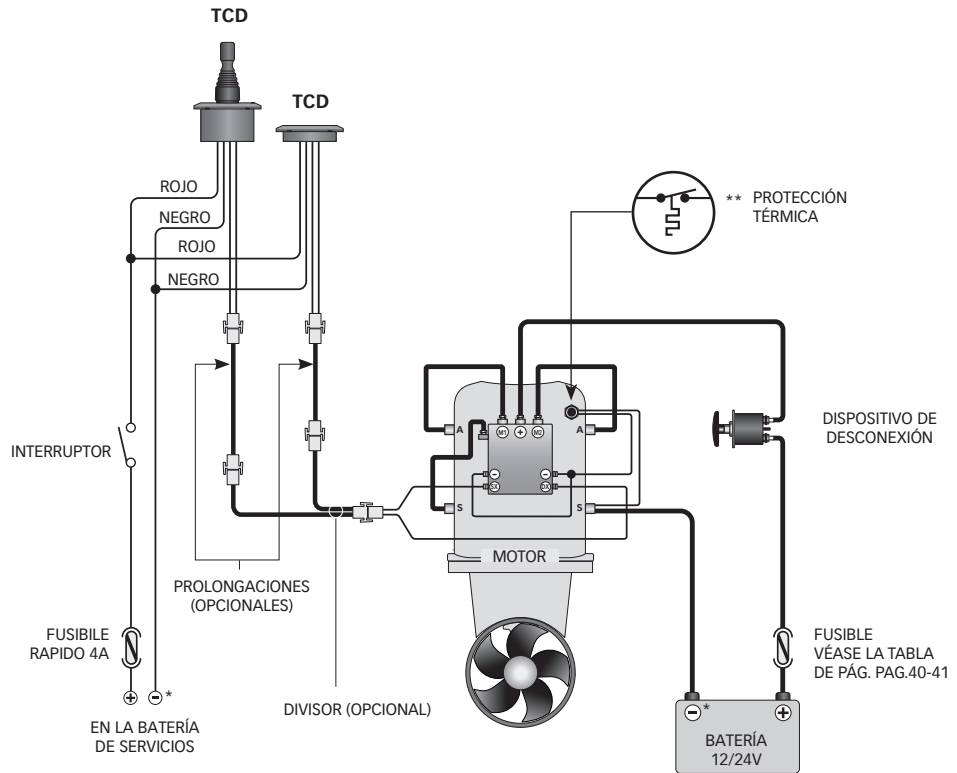 TCD
TCD
ROJO
NEGRO
ROJO
NEGRO
** PROTECCIÓN
TÉRMICA
M1 + M2
A
A
DISPOSITIVO DE
DESCONEXIÓN
INTERRUPTOR
− −
SX DX
S
S
MOTOR
PROLONGACIONES
(OPCIONALES)
FUSIBILE
RAPIDO 4A
FUSIBLE
VÉASE LA TABLA
DE PÁG. PAG.40-41
+ − *
DIVISOR (OPCIONAL)
− * +
EN LA BATERÍA
DE SERVICIOS
BATERÍA
12/24V